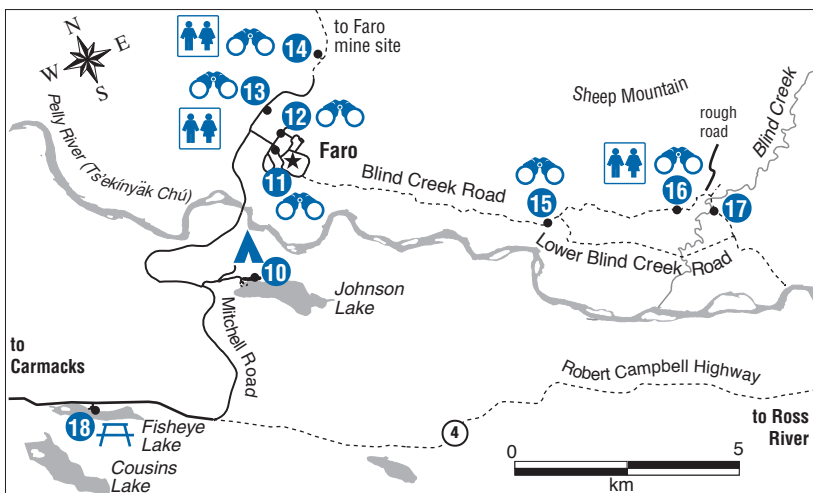 N
E
W
S
14
to Faro
mine site
13
12
Faro
11
Pelly River (Ts'ekínyäk Chú)
Sheep Mountain
rough
road
Blind Creek
Blind Creek Road
15
16
17
Lower Blind Creek Road
10
Johnson
Lake
Mitchell Road
to
Carmacks
18
Fisheye
Lake
Cousins
Lake
4
Robert Campbell Highway
to Ross
River
0
5
km